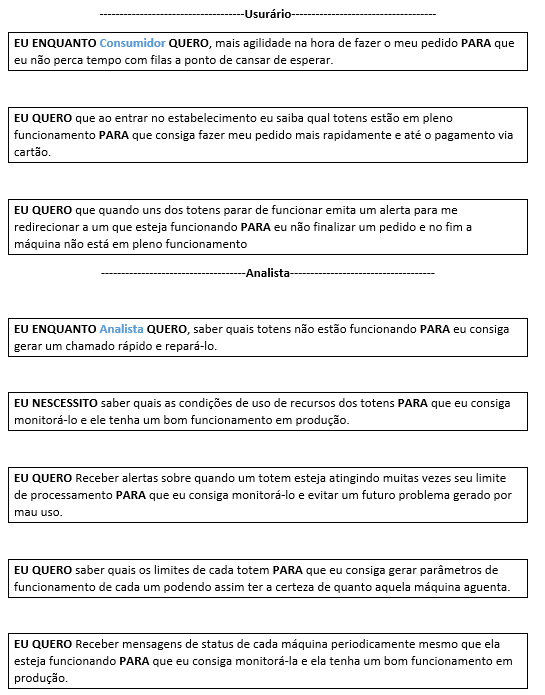 ------------------------------------Usurário------------------------------------
EU ENQUANTO Consumidor QUERO, mais agilidade na hora de fazer o meu pedido PARA que
eu não perca tempo com filas a ponto de cansar de esperar.
EU QUERO que ao entrar no estabelecimento eu saiba qual totens estão em pleno
funcionamento PARA que consiga fazer meu pedido mais rapidamente e até o pagamento via
cartão.
EU QUERO que quando uns dos totens parar de funcionar emita um alerta para me
redirecionar a um que esteja funcionando PARA eu não finalizar um pedido e no fim a
máquina não está em pleno funcionamento
------------------------------------Analista------------------------------------
EU ENQUANTO Analista QUERO, saber quais totens não estão funcionando PARA eu consiga
gerar um chamado rápido e repará-lo.
EU NESCESSITO saber quais as condições de uso de recursos dos totens PARA que eu consiga
monitorá-lo e ele tenha um bom funcionamento em produção.
EU QUERO Receber alertas sobre quando um totem esteja atingindo muitas vezes seu limite
de processamento PARA que eu consiga monitorá-lo e evitar um futuro problema gerado por
mau uso.
EU QUERO saber quais os limites de cada totem PARA que eu consiga gerar parâmetros de
funcionamento de cada um podendo assim ter a certeza de quanto aquela máquina aguenta.
EU QUERO Receber mensagens de status de cada máquina periodicamente mesmo que ela
esteja funcionando PARA que eu consiga monitorá-la e ela tenha um bom funcionamento em
produção.